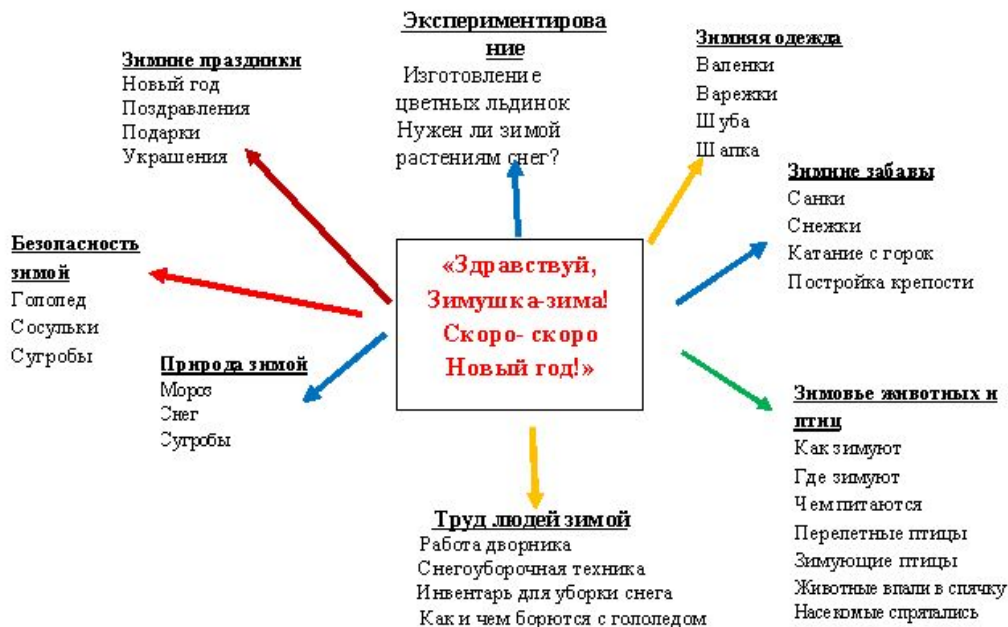 Экспериментирова
ние
Изготовление
цветных льдинок
Нужен ли зимой
растениям снег?
Зимние праздники
Новый год
Поздравления
Подарки
Украшения
Зимняя одежда
Валенки
Варежки
Шуба
Шапка
Зимние забавы
Санки
Снежки
Катание с горок
Постройка крепости
Безопасность
зимой
Гололед
Сосульки
Сугробы
«Здравствуй,
Зимушка-зима!
Скоро- скоро
Новый год!»
Природа зимой
Мороз
Снег
Сугробы
Зимовье животных и
птиц
Как зимуют
Где зимуют
Чем питаются
Перелетные птицы
Зимующие птицы
Животные впали в спячку
Насекомые спрятались
Труд людей зимой
Работа дворника
Снегоуборочная техника
Инвентарь для уборки снега
Как и чем борются с гололедом